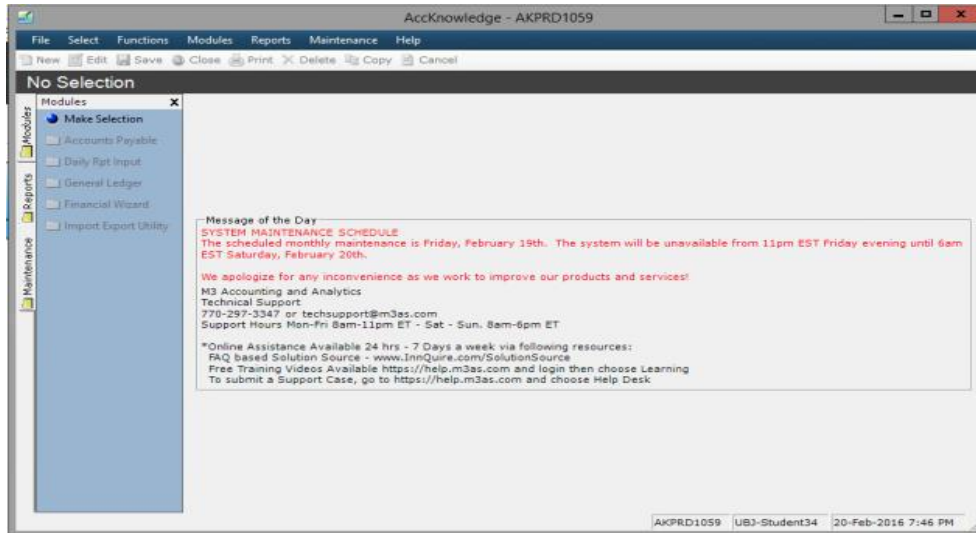 AccKnowledge - AKPRD1059
File Select Functions Modules Reports Maintenance Help
New Edit Save Close Print Delete Copy Cancel
No Selection
Modules
Reports
Maintenance
Modules
Make Selection
Accounts Payable
Daily Rpt Input
General Ledger
Financial Wizard
Import Export Utility
Message of the Day
SYSTEM MAINTENANCE SCHEDULE
The scheduled monthly maintenance is Friday, February 19th. The system will be unavailable from 11pm EST Friday evening until 6am
EST Saturday, February 20th.
We apologize for any inconvenience as we work to improve our products and services!
M3 Accounting and Analytics
Technical Support
770-297-3347 or techsupport@m3as.com
Support Hours Mon-Fri 8am-11pm ET - Sat - Sun. 8am-6pm ET
*Online Assistance Available 24 hrs - 7 Days a week via following resources:
FAQ based Solution Source - www.InnQuire.com/SolutionSource
Free Training Videos Available https://help.m3as.com and login then choose Learning
To submit a Support Case, go to https://help.m3as.com and choose Help Desk
AKPRD1059 UBJ-Student34 20-Feb-2016 7:46 PM